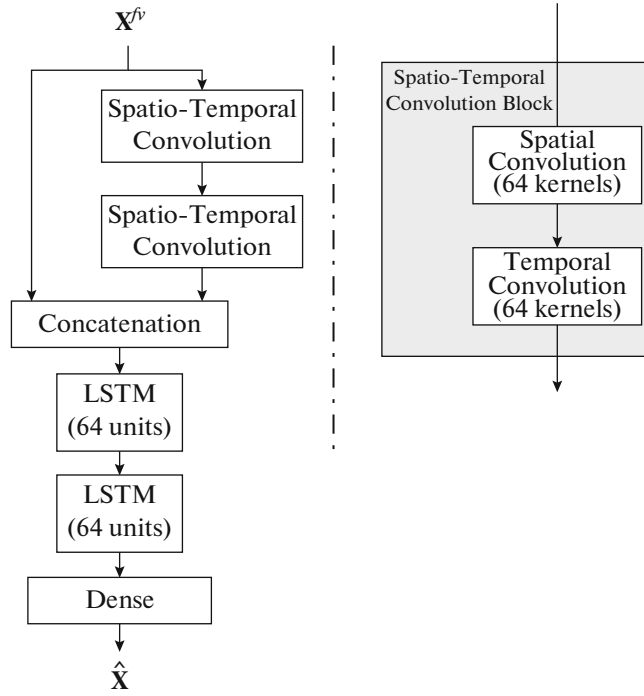 X^fv
Spatio-Temporal
Convolution
Spatio-Temporal
Convolution
Concatenation
LSTM
(64 units)
LSTM
(64 units)
Dense
X̂
Spatio-Temporal
Convolution Block
Spatial
Convolution
(64 kernels)
Temporal
Convolution
(64 kernels)